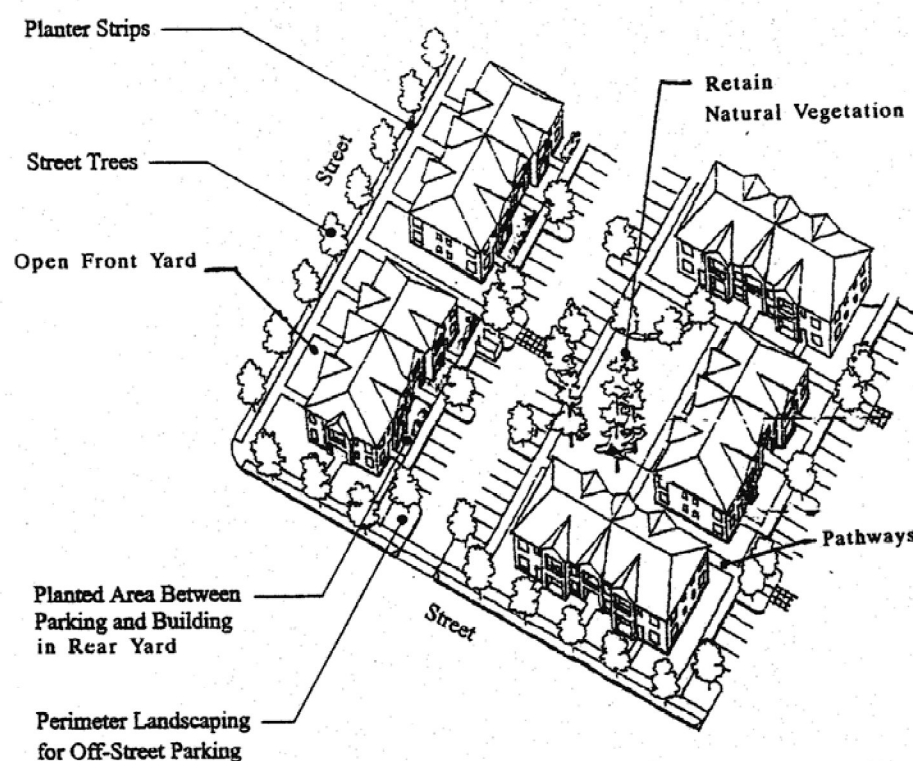 Planter Strips
Street Trees
Street
Open Front Yard
Retain
Natural Vegetation
Pathways
Planted Area Between
Parking and Building
in Rear Yard
Street
Perimeter Landscaping
for Off-Street Parking